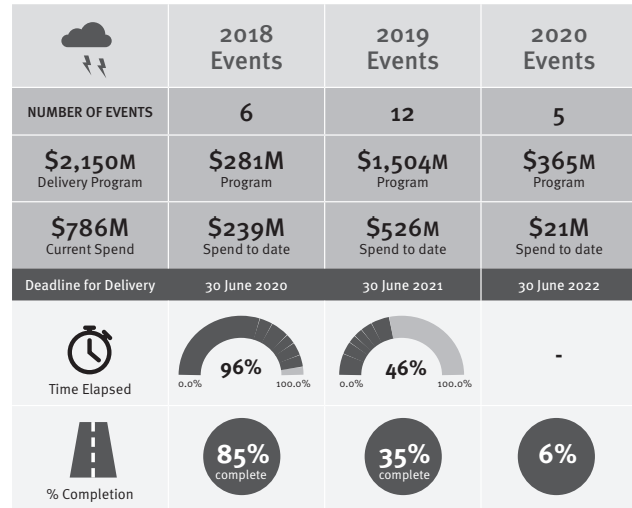 2018 Events
2019 Events
2020 Events
NUMBER OF EVENTS
6
12
5
$2,150M
Delivery Program
$281M
Program
$1,504M
Program
$365M
Program
$786M
Current Spend
$239M
Spend to date
$526M
Spend to date
$21M
Spend to date
Deadline for Delivery
30 June 2020
30 June 2021
30 June 2022
Time Elapsed
96%
0.0%
100.0%
46%
0.0%
100.0%
-
% Completion
85%
complete
35%
complete
6%